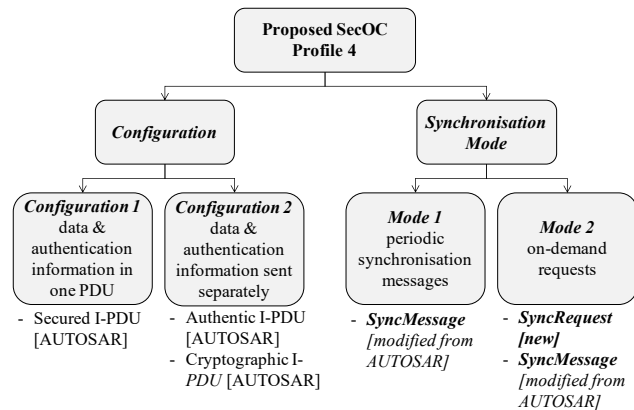 Proposed SecOC
Profile 4
Configuration
Synchronisation
Mode
Configuration 1
data &
authentication
information in
one PDU
Configuration 2
data &
authentication
information sent
separately
Mode 1
periodic
synchronisation
messages
Mode 2
on-demand
requests
- Secured I-PDU
[AUTOSAR]
- Authentic I-PDU
[AUTOSAR]
- Cryptographic I-
PDU [AUTOSAR]
- SyncMessage
[modified from
AUTOSAR]
- SyncRequest
[new]
- SyncMessage
[modified from
AUTOSAR]